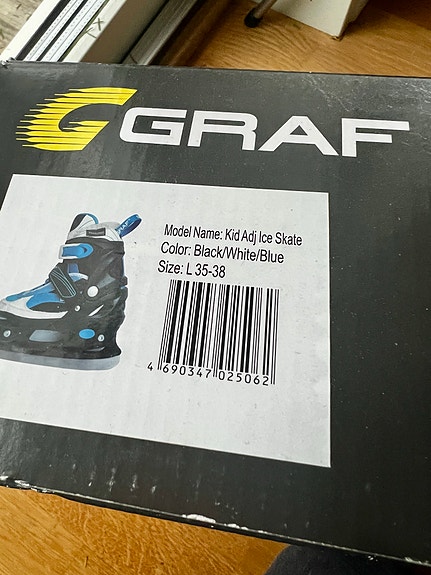 GRAF
Model Name: Kid Adj Ice Skate
Color: Black/White/Blue
Size: L 35-38
4 690347 025062